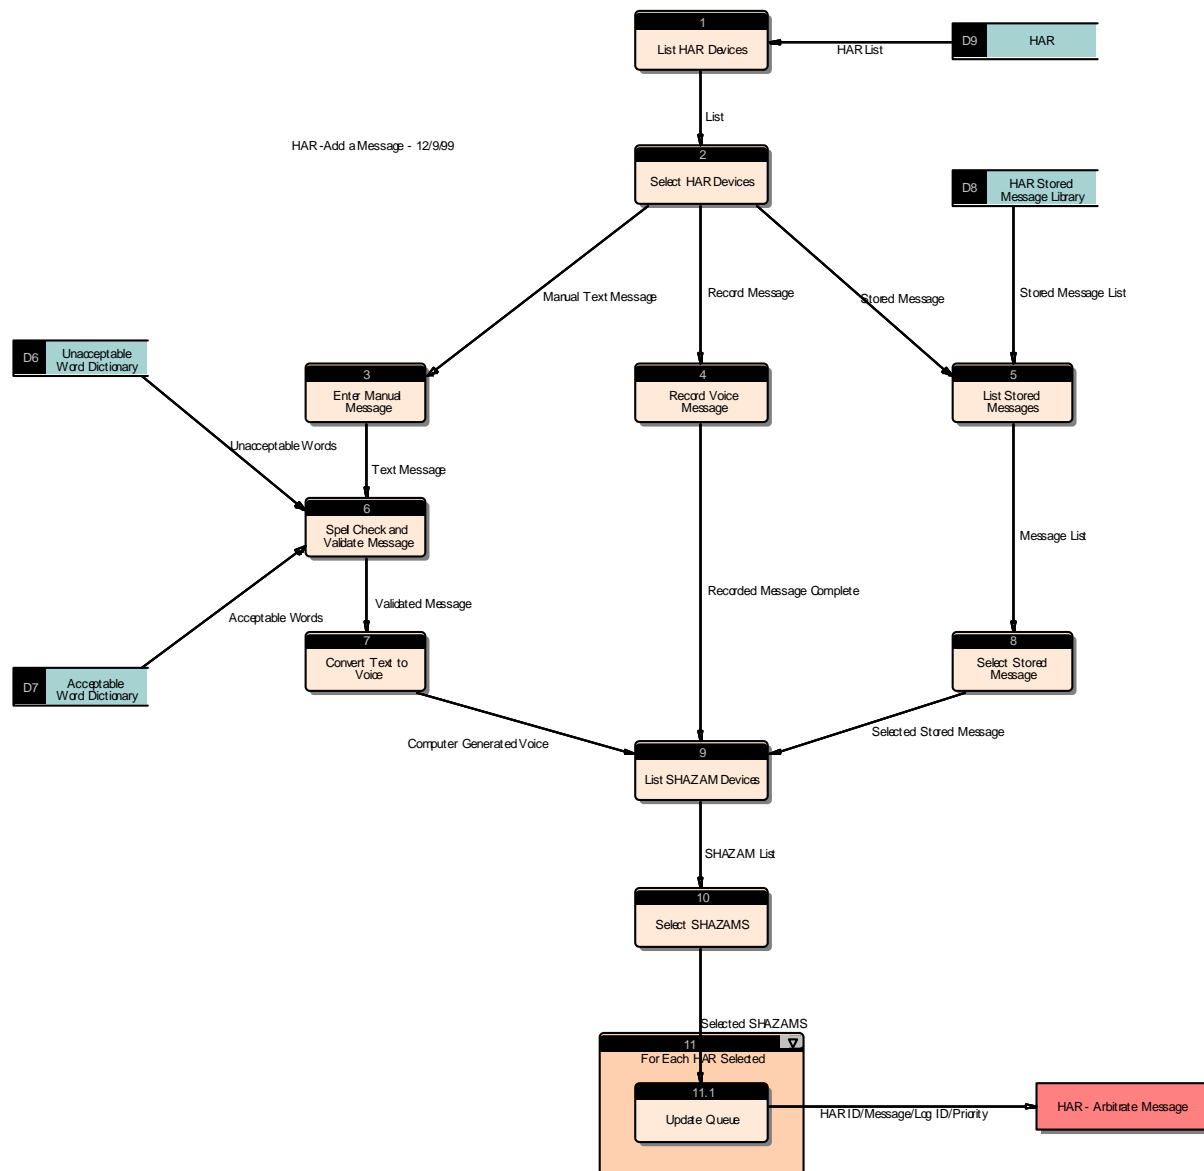 1
List HAR Devices
D9
HAR
HAR List
List
HAR -Add a Message - 12/9/99
2
Select HAR Devices
D8
HAR Stored
Message Library
Manual Text Message
Record Message
Stored Message
Stored Message List
D6
Unacceptable
Word Dictionary
3
Enter Manual
Message
4
Record Voice
Message
5
List Stored
Messages
Unacceptable Words
Text Message
6
Spell Check and
Validate Message
Message List
Recorded Message Complete
Validated Message
Acceptable Words
7
Convert Text to
Voice
8
Select Stored
Message
D7
Acceptable
Word Dictionary
Computer Generated Voice
Selected Stored Message
9
List SHAZAM Devices
SHAZAM List
10
Select SHAZAMS
Selected SHAZAMS
11
For Each HAR Selected
11.1
Update Queue
HAR ID/Message/Log ID/Priority
HAR - Arbitrate Message